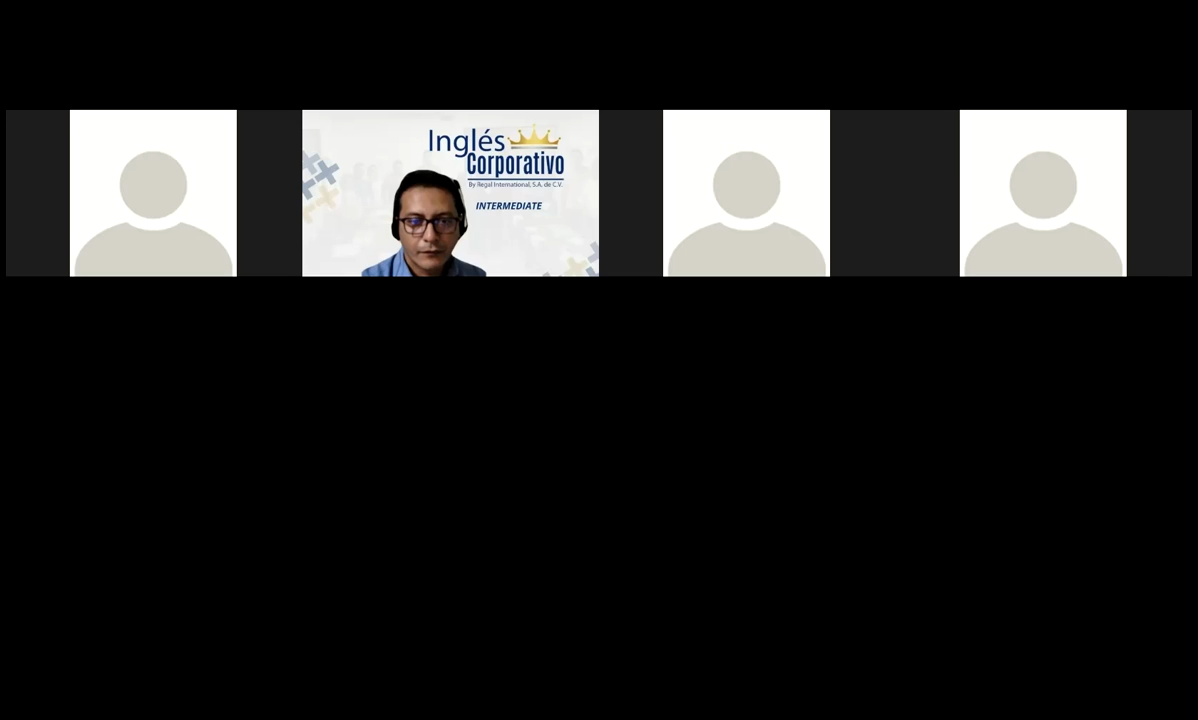 Inglés
Corporativo
By Regal International, S.A. de C.V.
INTERMEDIATE